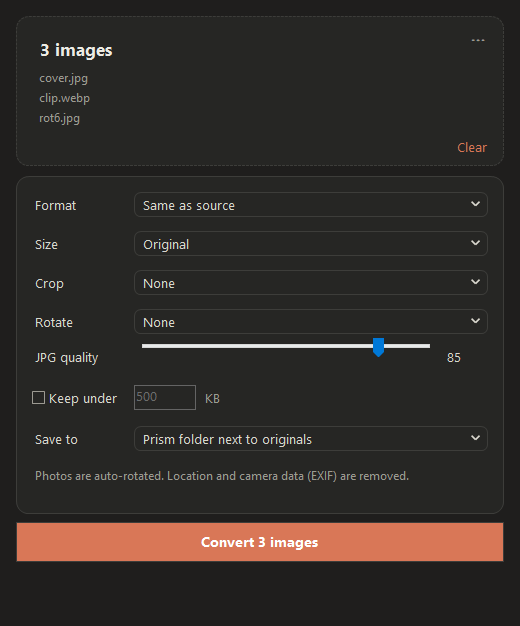 3 images
...
cover.jpg
clip.webp
rot6.jpg
Clear
Format Same as source
Size Original
Crop None
Rotate None
JPG quality 85
Keep under 500 KB
Save to Prism folder next to originals
Photos are auto-rotated. Location and camera data (EXIF) are removed.
Convert 3 images